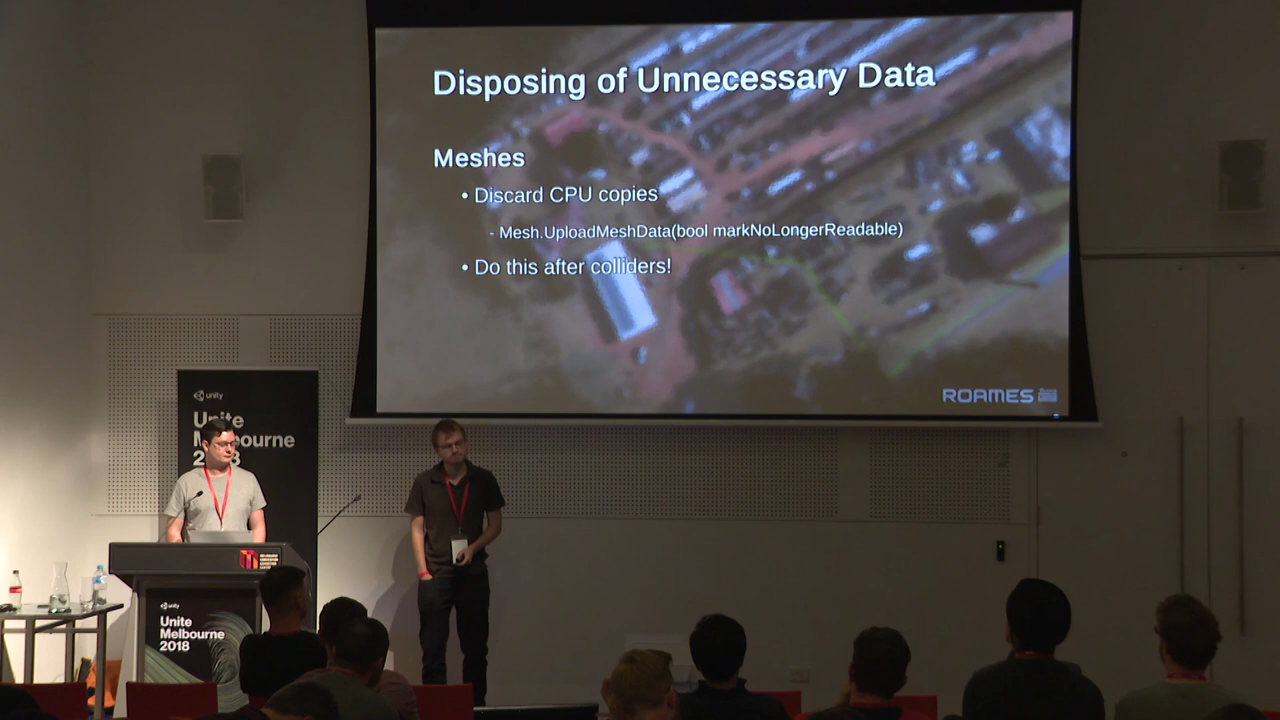 Disposing of Unnecessary Data
Meshes
• Discard CPU copies
- Mesh.UploadMeshData(bool markNoLongerReadable)
• Do this after colliders!
ROAMES
unity
Unite
Melbourne
2018
unity
Unite
Melbourne
2018